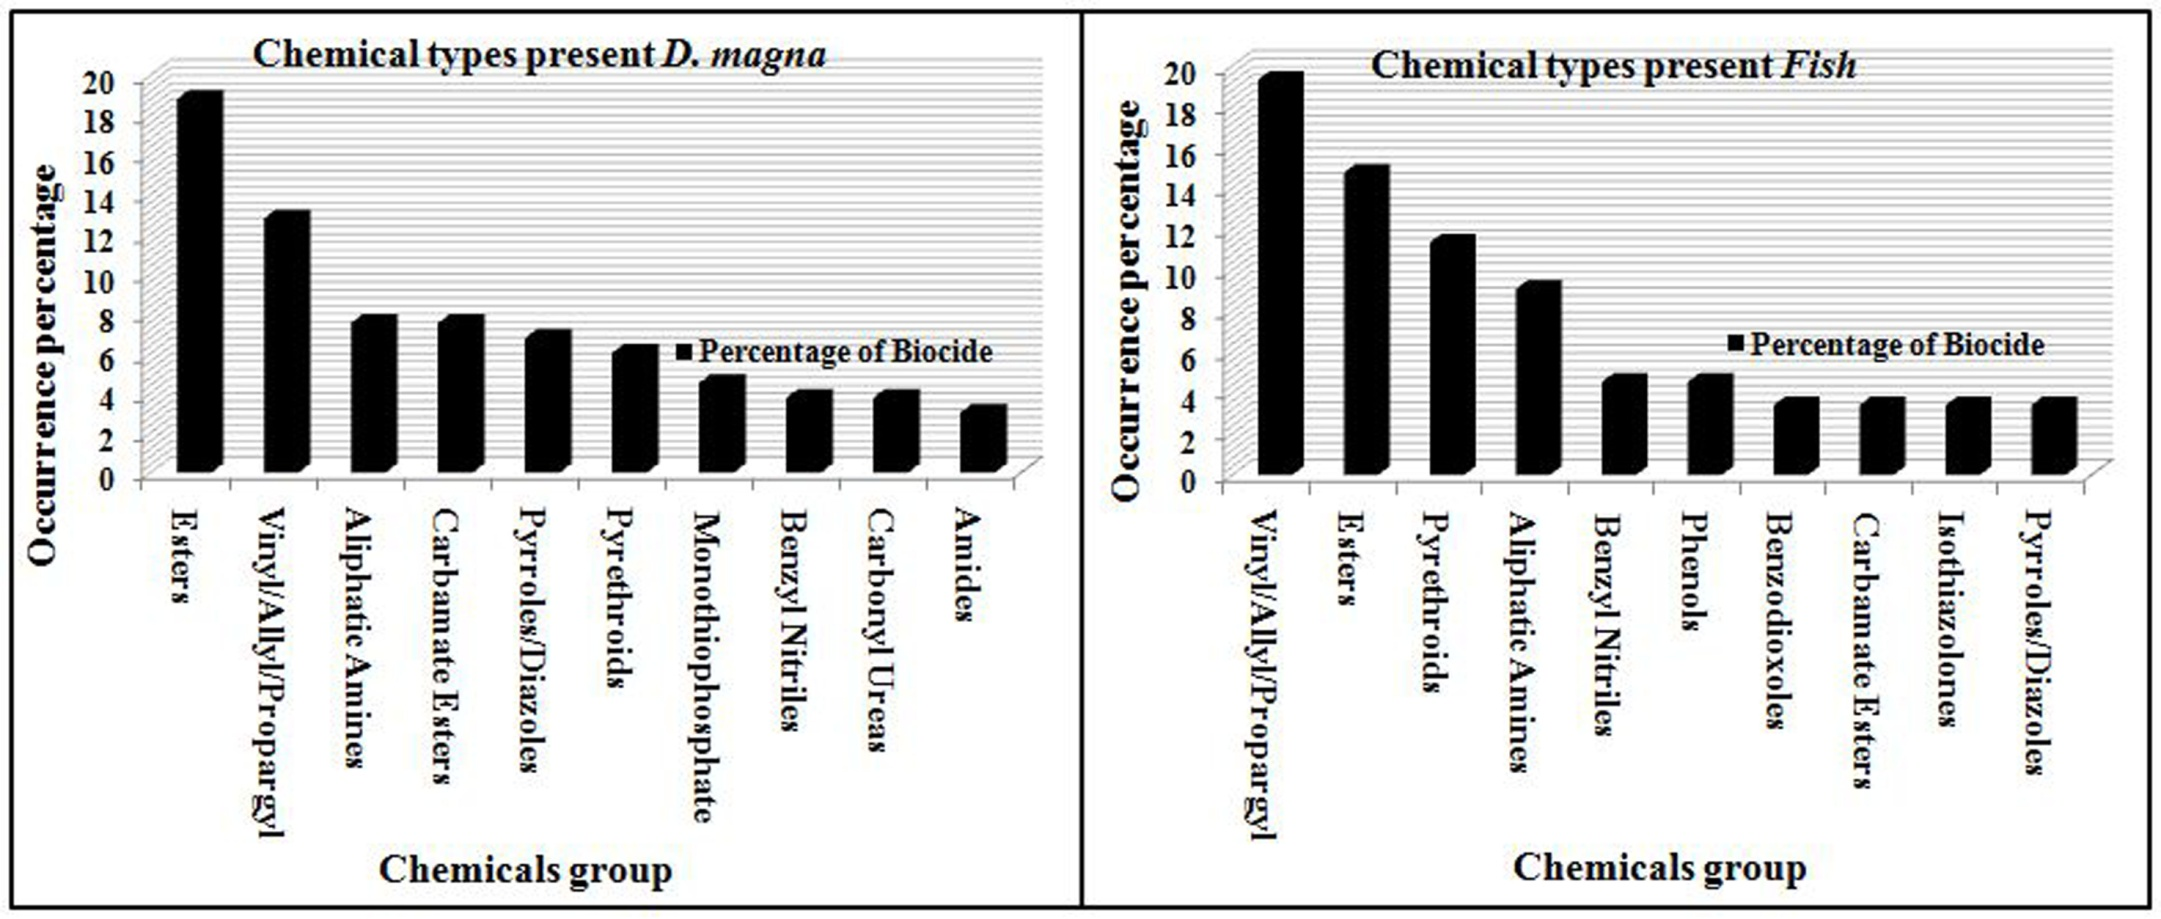 Chemical types present D. magna
Occurrence percentage
20
18
16
14
12
10
8
6
4
2
0
Percentage of Biocide
Esters
Vinyl/Allyl/Propargyl
Aliphatic Amines
Carbamate Esters
Pyrroles/Diazoles
Pyrethroids
Monothiophosphate
Benzyl Nitriles
Carbonyl Ureas
Amides
Chemicals group
Chemical types present Fish
Occurrence percentage
20
18
16
14
12
10
8
6
4
2
0
Percentage of Biocide
Vinyl/Allyl/Propargyl
Esters
Pyrethroids
Aliphatic Amines
Benzyl Nitriles
Phenols
Benzodioxoles
Carbamate Esters
Isothiazolones
Pyrroles/Diazoles
Chemicals group